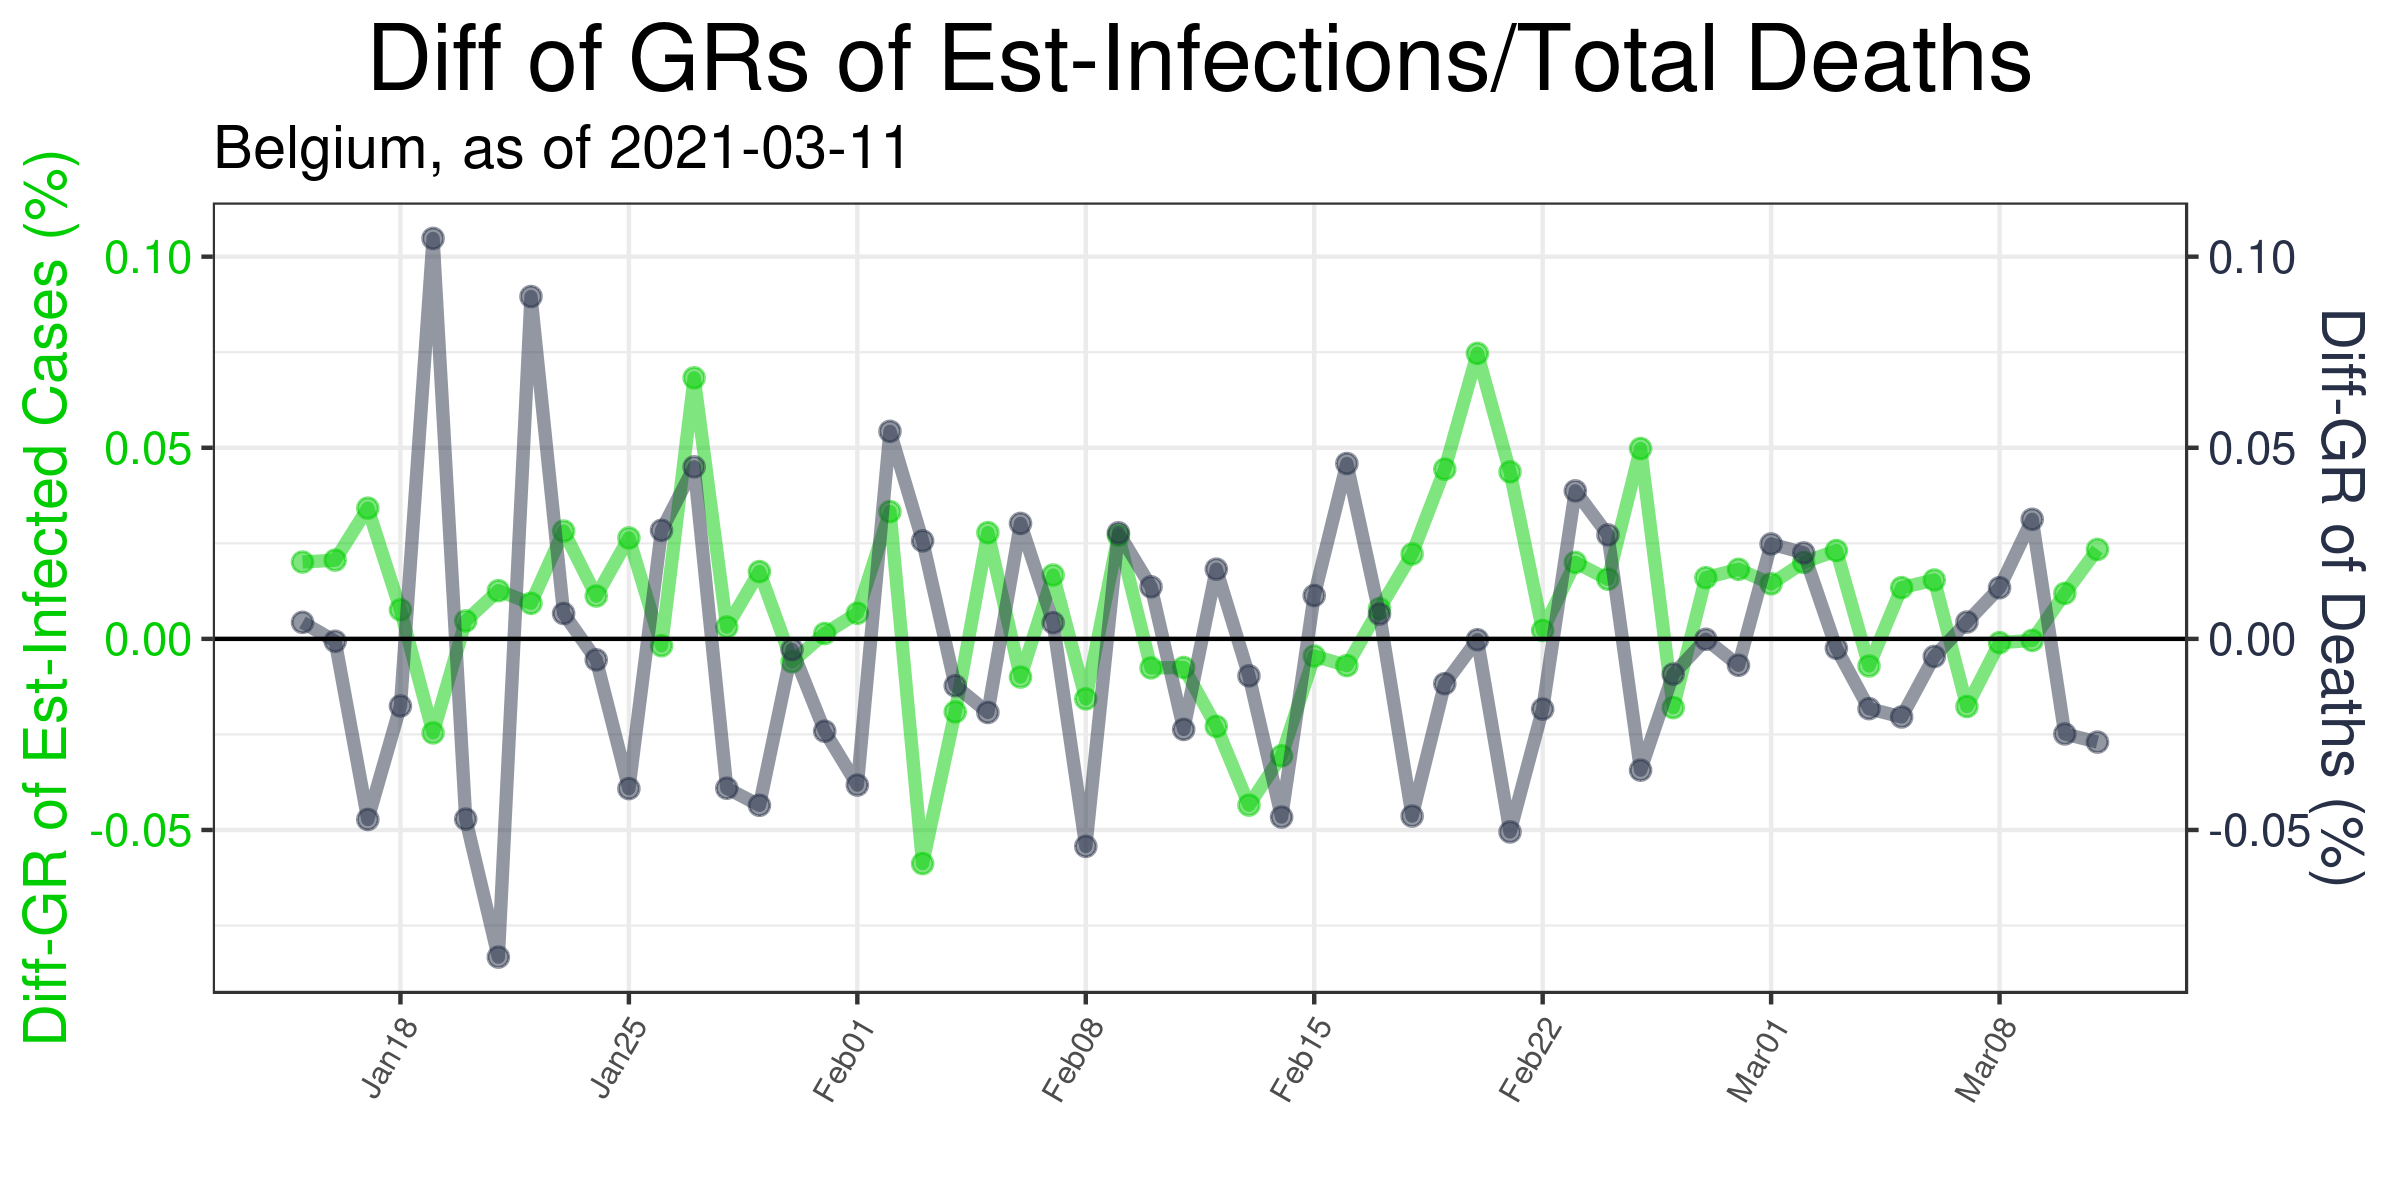 Diff of GRs of Est-Infections/Total Deaths
Belgium, as of 2021-03-11
Diff-GR of Est-Infected Cases (%)
0.10
0.05
0.00
-0.05
0.10
0.05
0.00
-0.05
Diff-GR of Deaths (%)
Jan18
Jan25
Feb01
Feb08
Feb15
Feb22
Mar01
Mar08